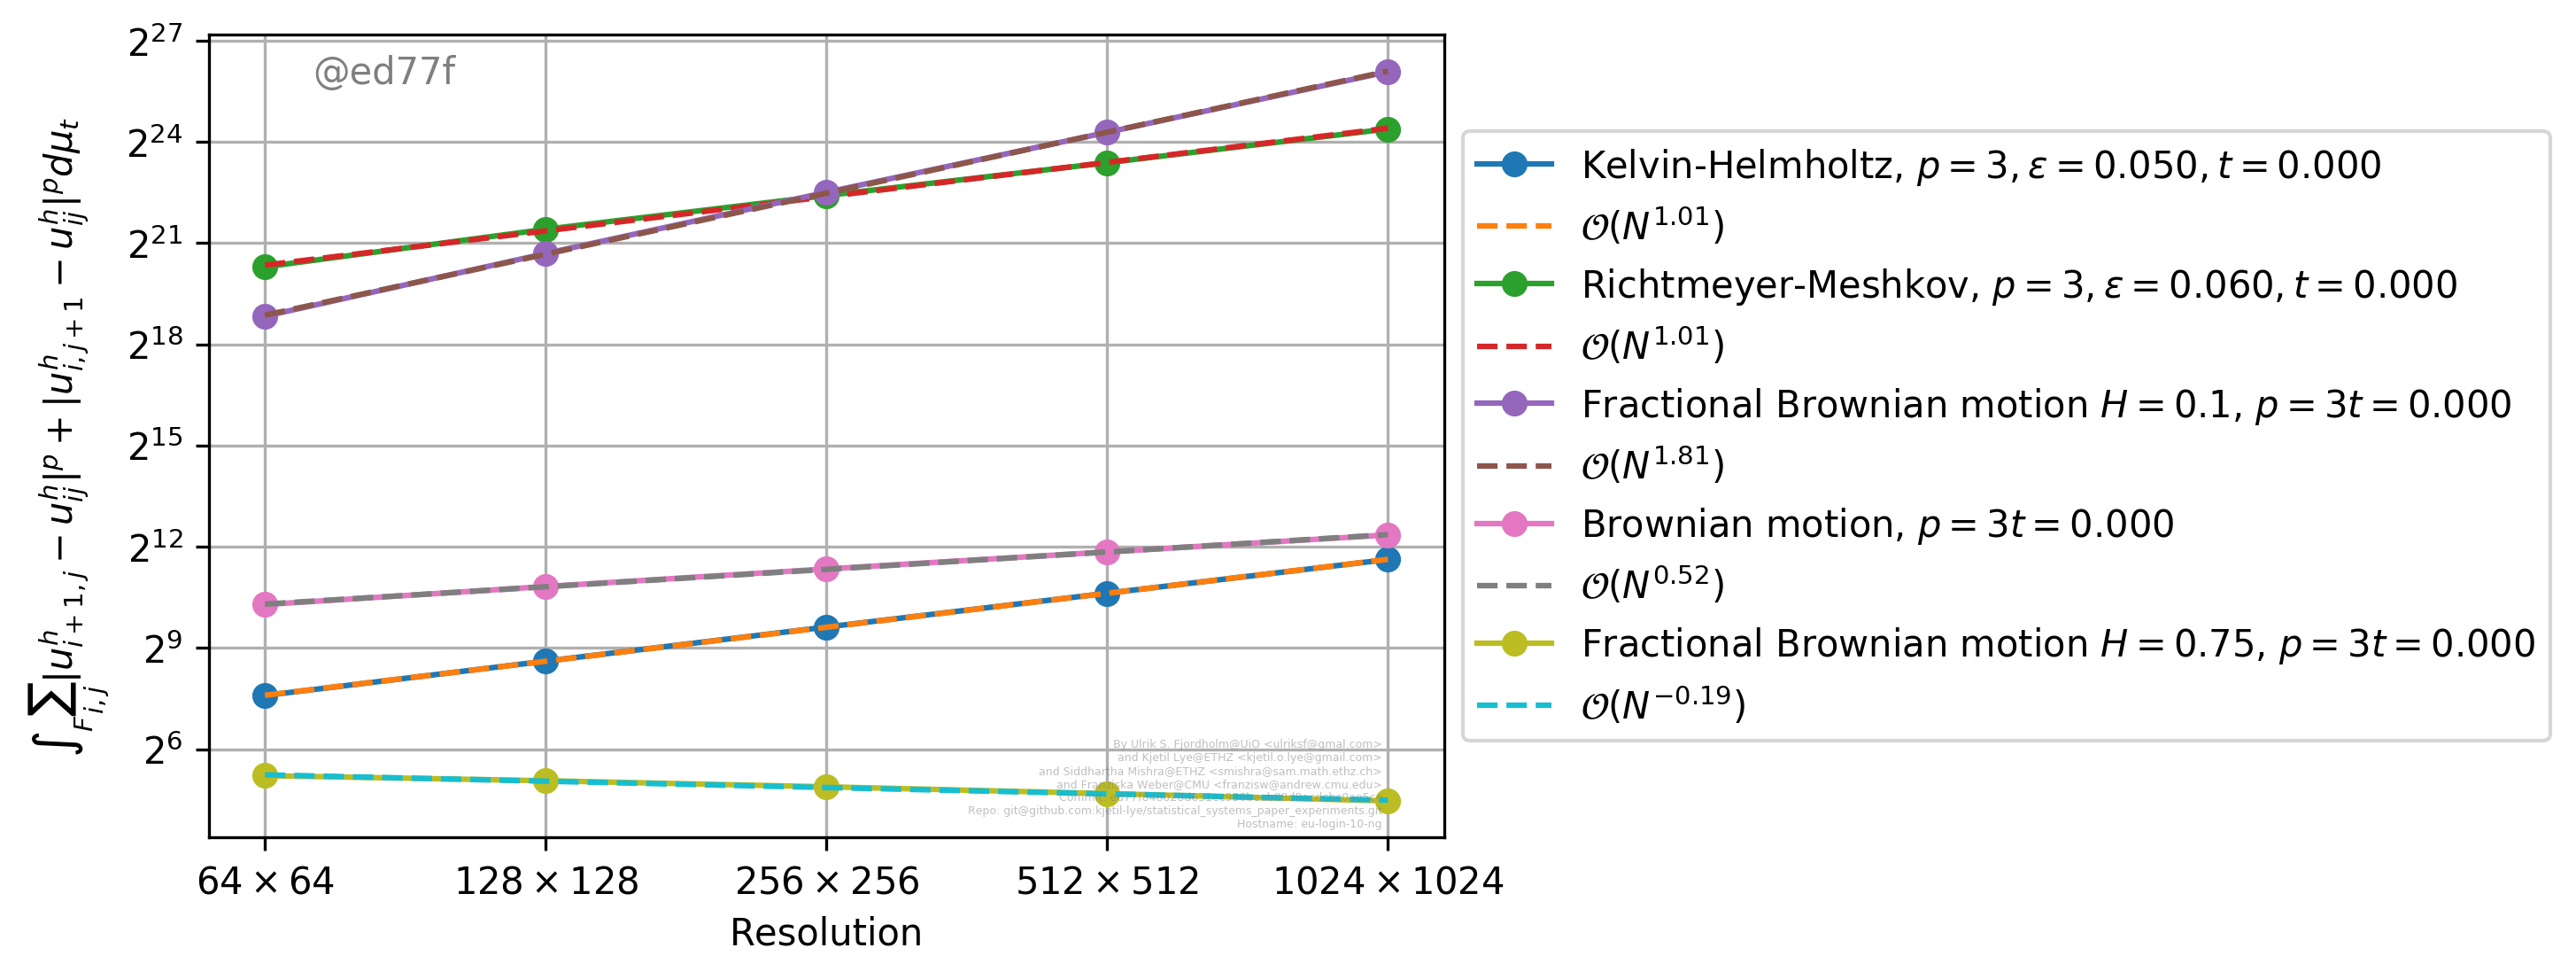 @ed77f
2^27
2^24
2^21
2^18
2^15
2^12
2^9
2^6
∫∑_{F_{i,j}} |u^h_{i+1,j} − u^h_{ij}|^p + |u^h_{i,j+1} − u^h_{ij}|^p dμ_t
64 × 64
128 × 128
256 × 256
512 × 512
1024 × 1024
Resolution
Kelvin-Helmholtz, p = 3, ε = 0.050, t = 0.000
𝒪(N^1.01)
Richtmeyer-Meshkov, p = 3, ε = 0.060, t = 0.000
𝒪(N^1.01)
Fractional Brownian motion H = 0.1, p = 3t = 0.000
𝒪(N^1.81)
Brownian motion, p = 3t = 0.000
𝒪(N^0.52)
Fractional Brownian motion H = 0.75, p = 3t = 0.000
𝒪(N^−0.19)
By Ulrik S. Fjordholm@UiO <ulriksf@gmal.com>
and Kjetil Lye@ETHZ <kjetil.o.lye@gmail.com>
and Siddhartha Mishra@ETHZ <smishra@sam.math.ethz.ch>
and Franziska Weber@CMU <franzisw@andrew.cmu.edu>
Repo: git@github.com:kjetil-lye/statistical_systems_paper_experiments.git
Hostname: eu-login-10-ng